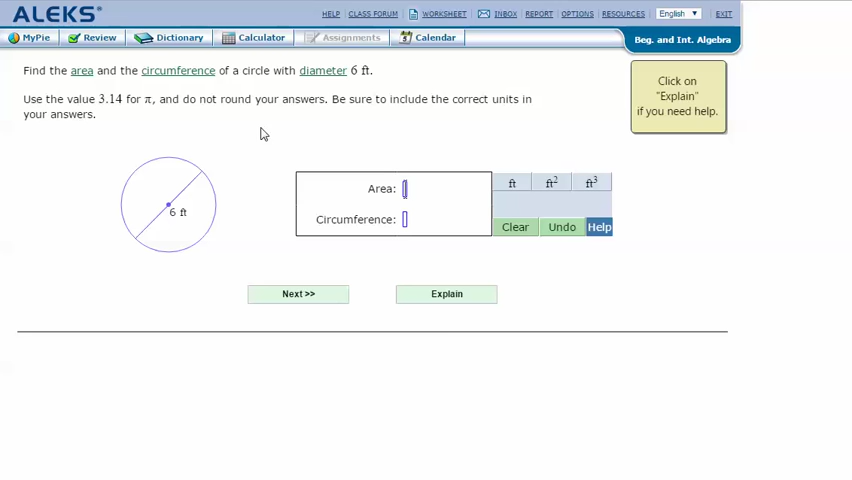 ALEKS®
HELP CLASS FORUM WORKSHEET INBOX REPORT OPTIONS RESOURCES English EXIT
MyPie Review Dictionary Calculator Assignments Calendar
Beg. and Int. Algebra
Find the area and the circumference of a circle with diameter 6 ft.
Use the value 3.14 for π, and do not round your answers. Be sure to include the correct units in
your answers.
Click on
"Explain"
if you need help.
6 ft
Area:
Circumference:
ft ft² ft³
Clear Undo Help
Next >> Explain